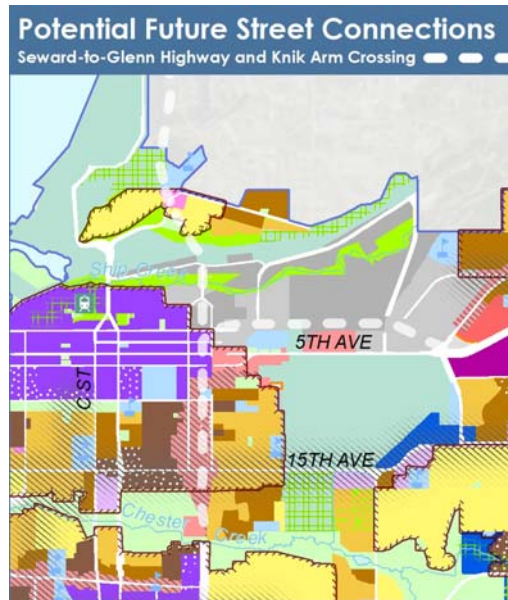 Potential Future Street Connections
Seward-to-Glenn Highway and Knik Arm Crossing
Ship Creek
5TH AVE
C ST
15TH AVE
Chester Creek